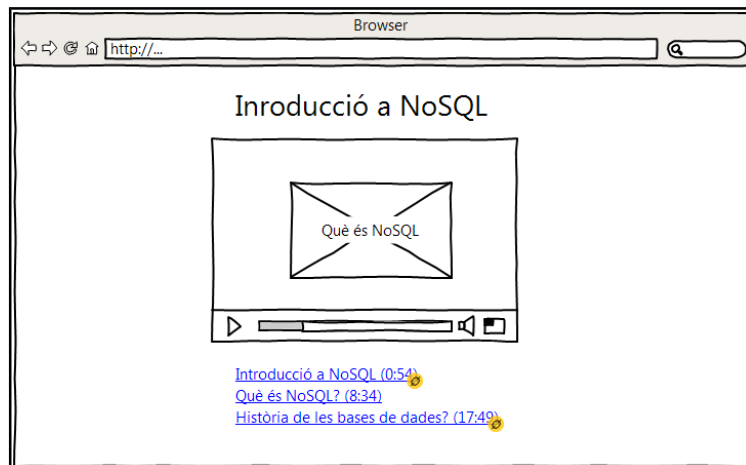 Browser
http://...
Inroducció a NoSQL
Què és NoSQL
Introducció a NoSQL (0:54)
Què és NoSQL? (8:34)
Història de les bases de dades? (17:49)